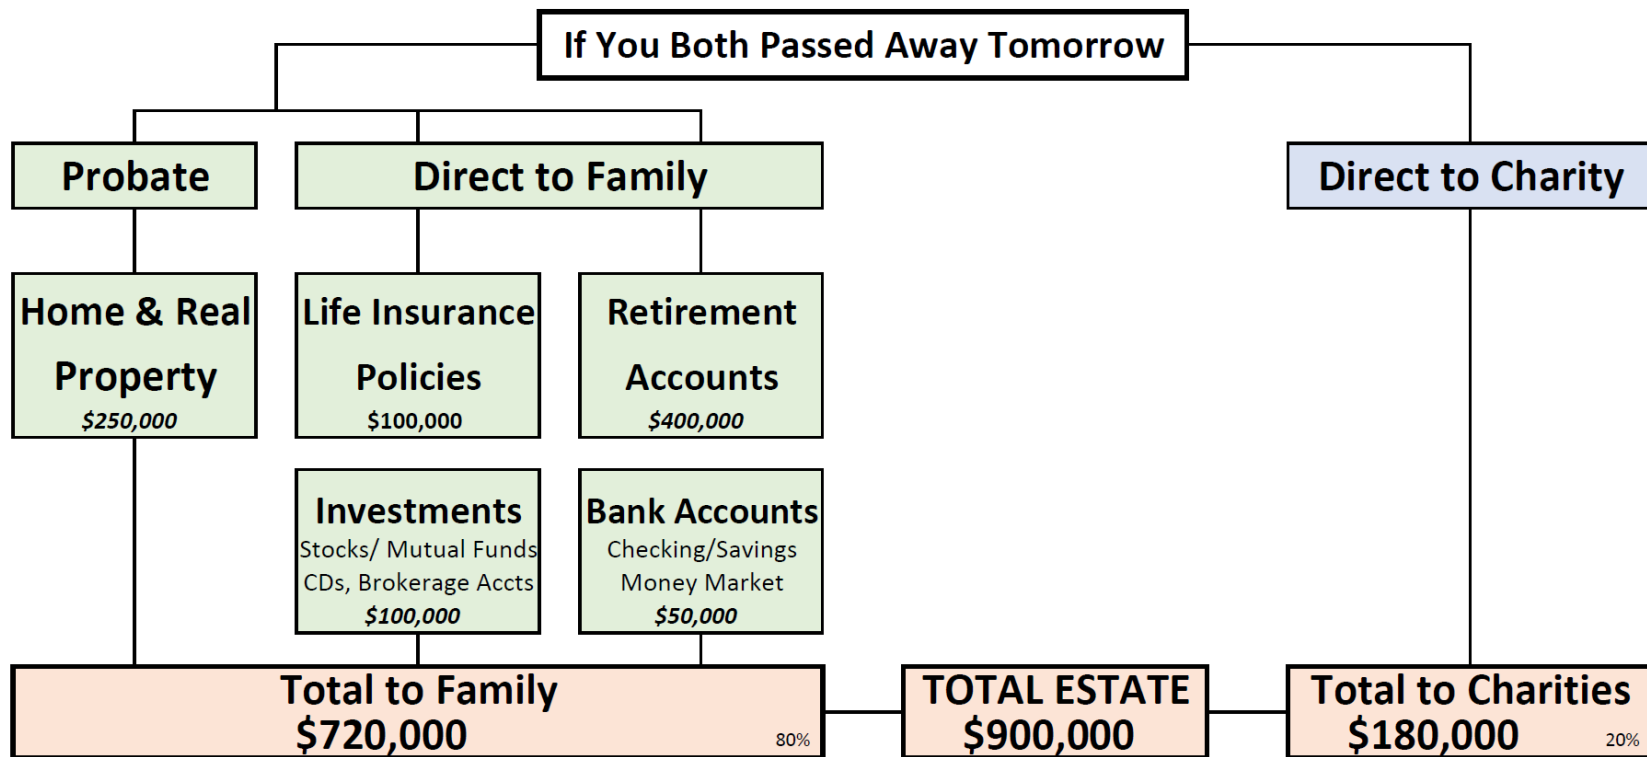 If You Both Passed Away Tomorrow
Probate
Direct to Family
Direct to Charity
Home & Real
Property
$250,000
Life Insurance
Policies
$100,000
Retirement
Accounts
$400,000
Investments
Stocks/ Mutual Funds
CDs, Brokerage Accts
$100,000
Bank Accounts
Checking/Savings
Money Market
$50,000
Total to Family
$720,000
80%
TOTAL ESTATE
$900,000
Total to Charities
$180,000
20%